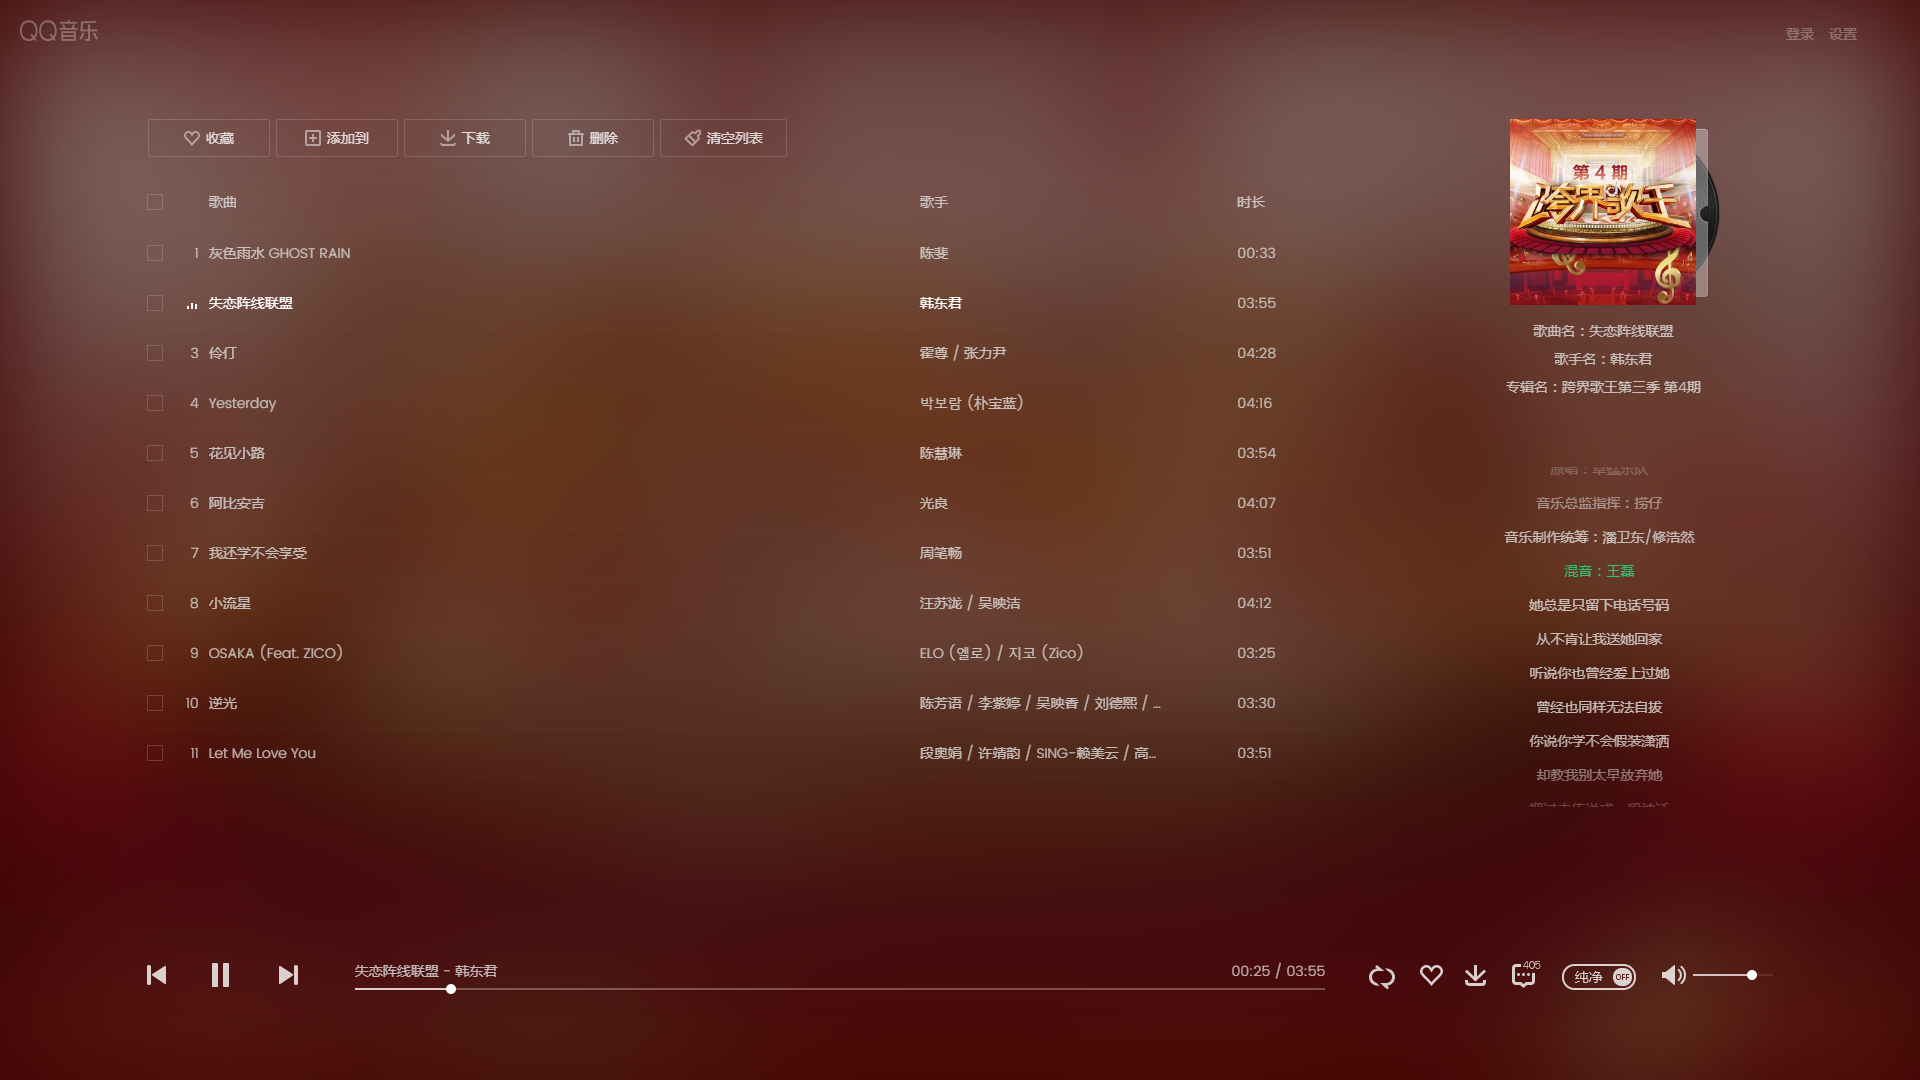 QQ音乐
登录 设置
收藏 添加到 下载 删除 清空列表
歌曲 歌手 时长
1 灰色雨水 GHOST RAIN 陈斐 00:33
失恋阵线联盟 韩东君 03:55
3 伶仃 霍尊 / 张力尹 04:28
4 Yesterday 박보람 (朴宝蓝) 04:16
5 花见小路 陈慧琳 03:54
6 阿比安吉 光良 04:07
7 我还学不会享受 周笔畅 03:51
8 小流星 汪苏泷 / 吴映洁 04:12
9 OSAKA (Feat. ZICO) ELO (엘로) / 지코 (Zico) 03:25
10 逆光 陈芳语 / 李紫婷 / 吴映香 / 刘德熙 / ... 03:30
11 Let Me Love You 段奥娟 / 许靖韵 / SING-赖美云 / 高... 03:51
第4期
跨界歌王
歌曲名：失恋阵线联盟
歌手名：韩东君
专辑名：跨界歌王第三季 第4期
原唱：草蜢乐队
音乐总监指挥：捞仔
音乐制作统筹：潘卫东/修浩然
混音：王磊
她总是只留下电话号码
从不肯让我送她回家
听说你也曾经爱上过她
曾经也同样无法自拔
你说你学不会假装潇洒
却教我别太早放弃她
失恋阵线联盟 - 韩东君
00:25 / 03:55
405
纯净 OFF